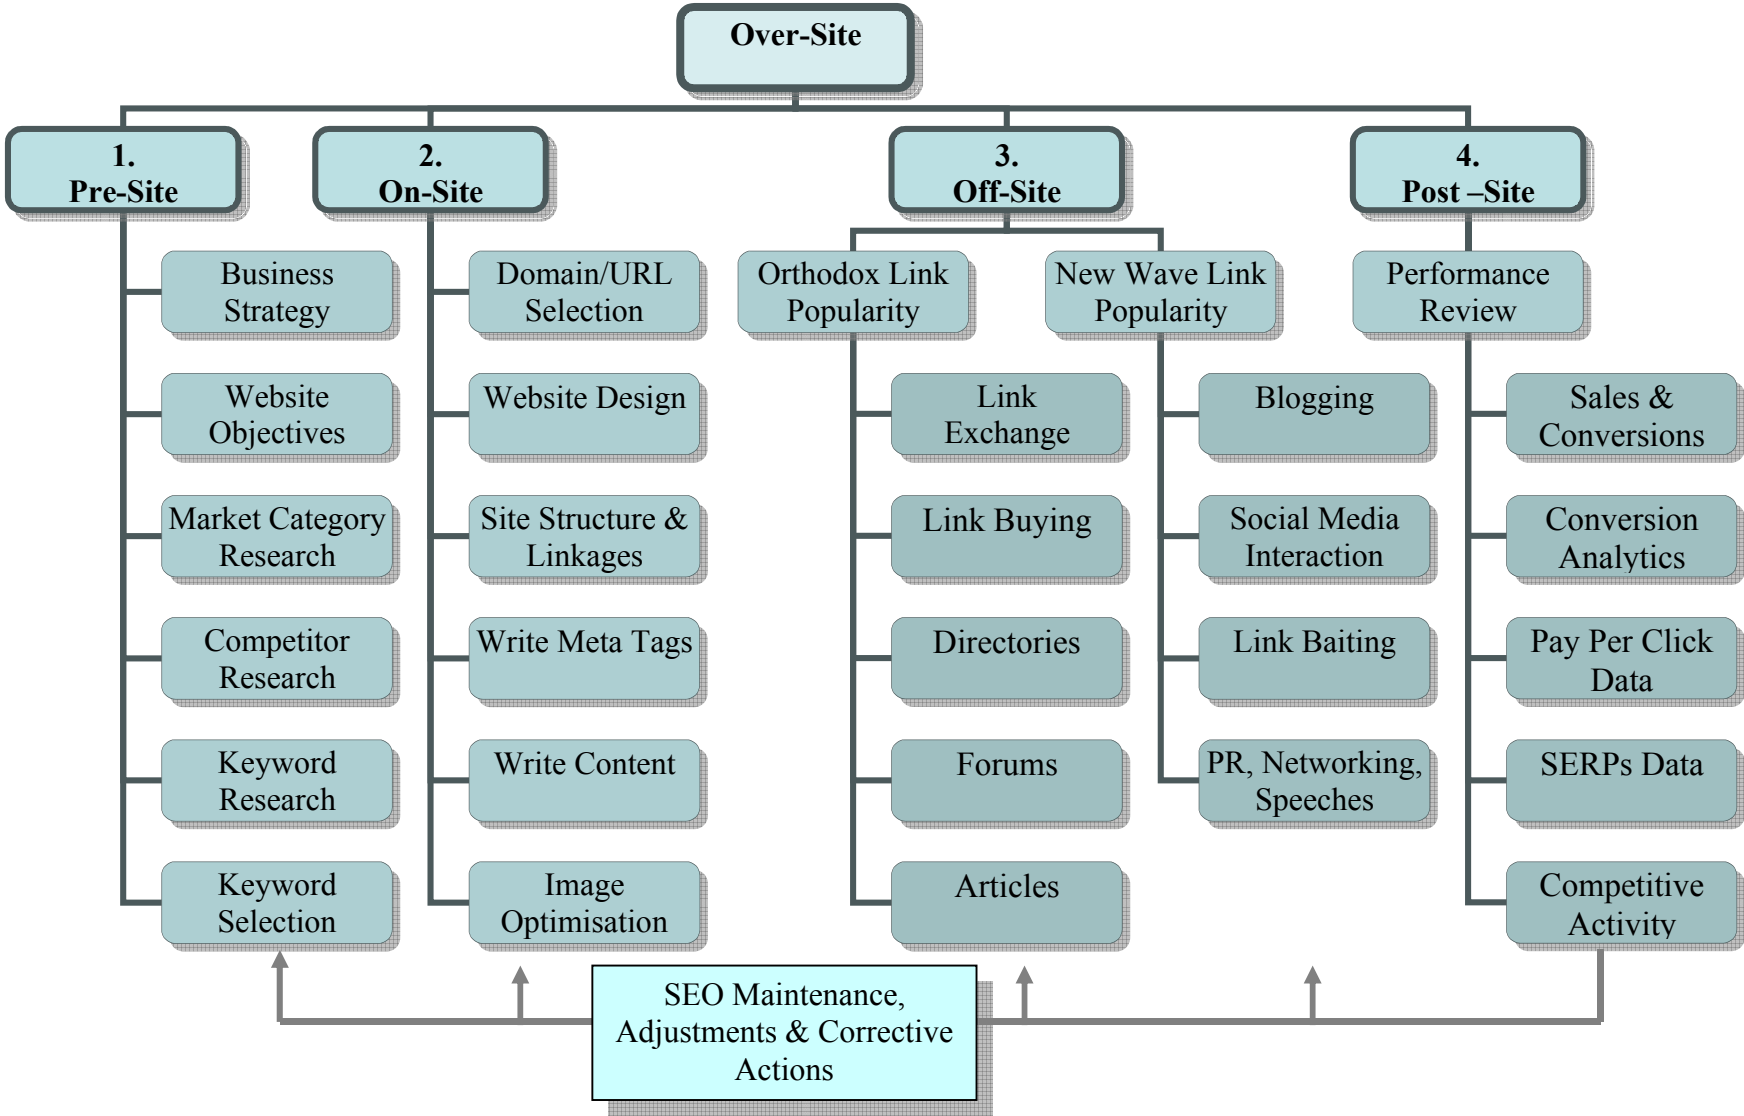 Over-Site
1.
Pre-Site
2.
On-Site
3.
Off-Site
4.
Post –Site
Business
Strategy
Website
Objectives
Market Category
Research
Competitor
Research
Keyword
Research
Keyword
Selection
Domain/URL
Selection
Website Design
Site Structure &
Linkages
Write Meta Tags
Write Content
Image
Optimisation
Orthodox Link
Popularity
Link
Exchange
Link Buying
Directories
Forums
Articles
New Wave Link
Popularity
Blogging
Social Media
Interaction
Link Baiting
PR, Networking,
Speeches
Performance
Review
Sales &
Conversions
Conversion
Analytics
Pay Per Click
Data
SERPs Data
Competitive
Activity
SEO Maintenance,
Adjustments & Corrective
Actions